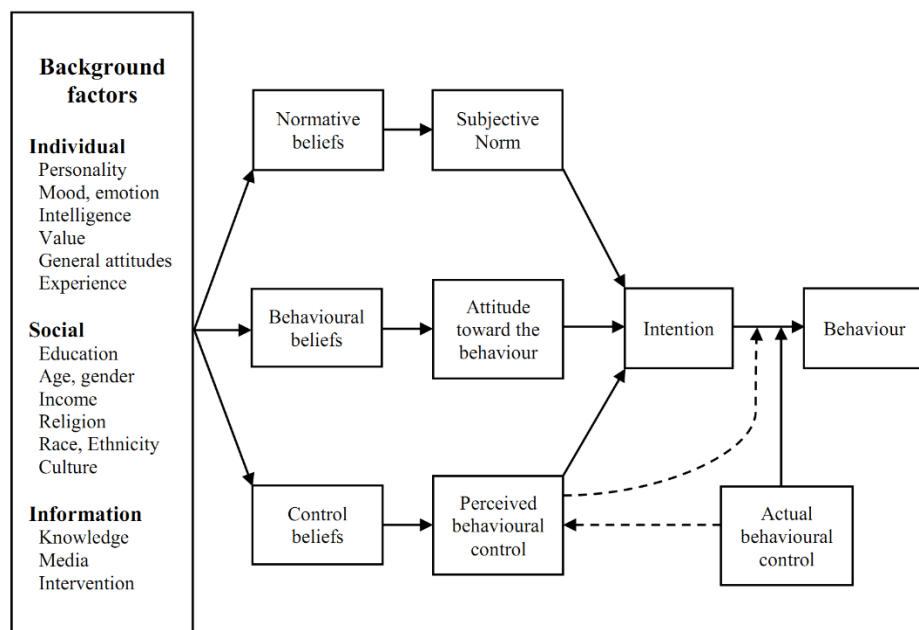 Background
factors
Individual
Personality
Mood, emotion
Intelligence
Value
General attitudes
Experience
Social
Education
Age, gender
Income
Religion
Race, Ethnicity
Culture
Information
Knowledge
Media
Intervention
Normative
beliefs
Subjective
Norm
Behavioural
beliefs
Attitude
toward the
behaviour
Intention
Behaviour
Control
beliefs
Perceived
behavioural
control
Actual
behavioural
control